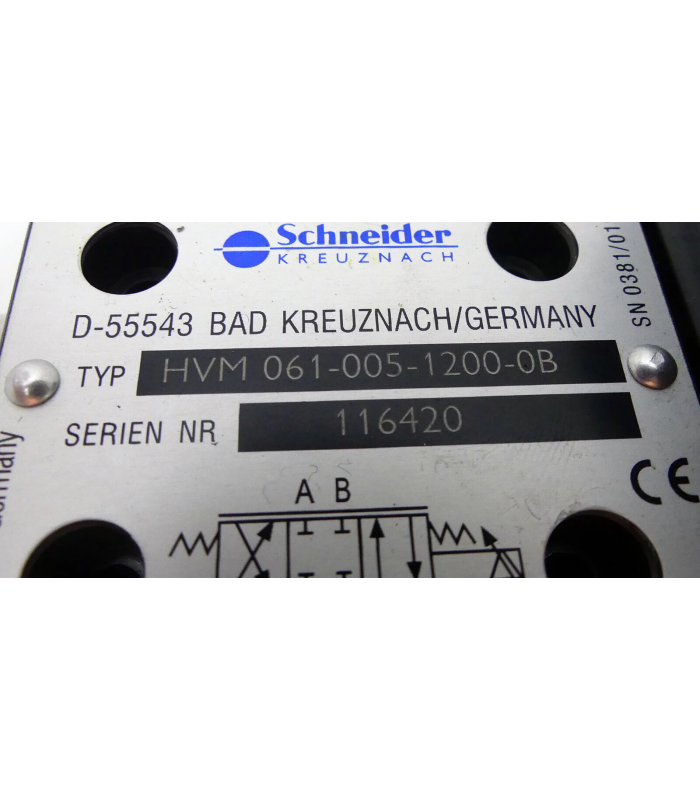 Schneider
KREUZNACH
D-55543 BAD KREUZNACH/GERMANY
SN 0381/01
TYP HVM 061-005-1200-0B
SERIEN NR 116420
A B
CE